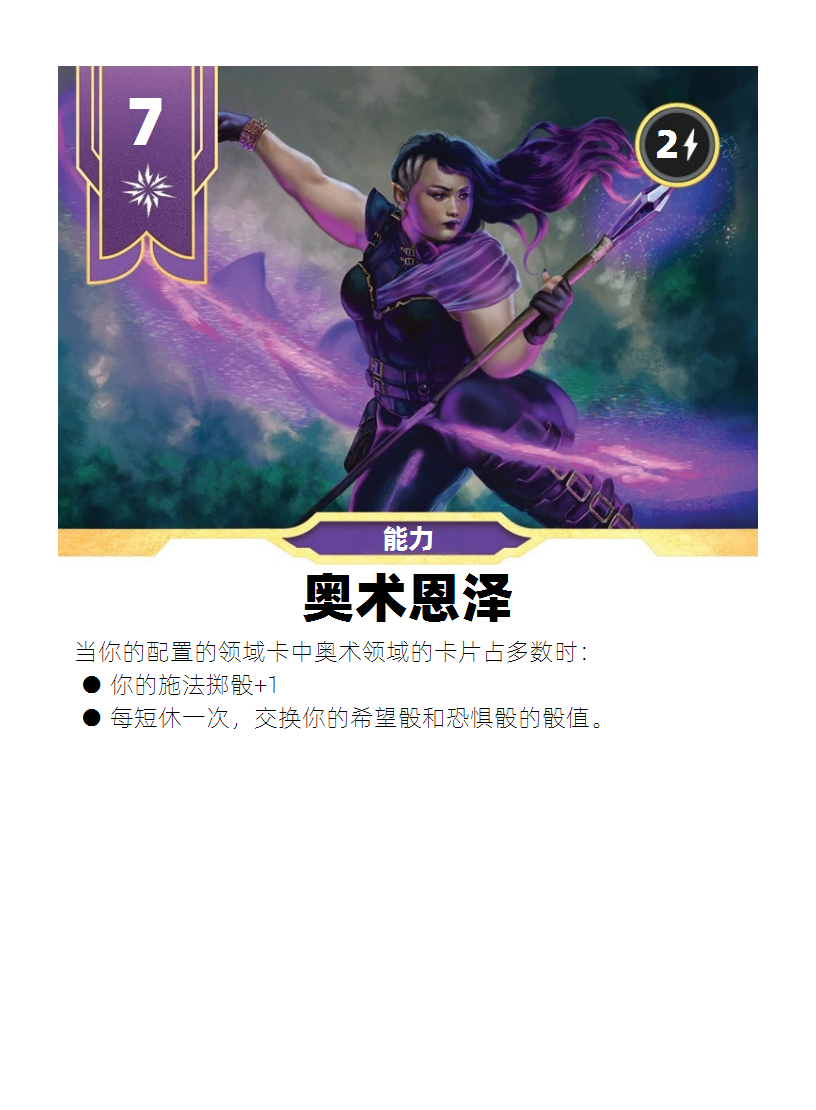 7
2
能力
奥术恩泽
当你的配置的领域卡中奥术领域的卡片占多数时：
● 你的施法掷骰+1
● 每短休一次，交换你的希望骰和恐惧骰的骰值。